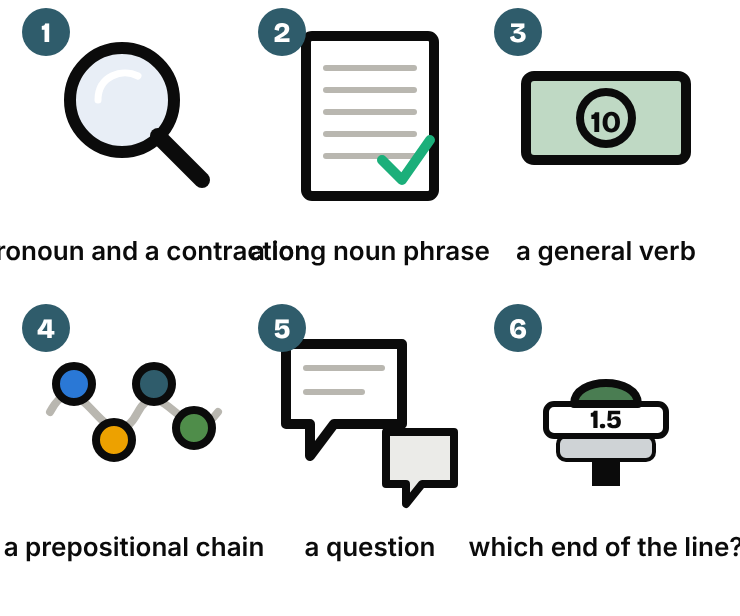 1
2
3
10
ronoun and a contraction
a long noun phrase
a general verb
4
5
6
1.5
a prepositional chain
a question
which end of the line?